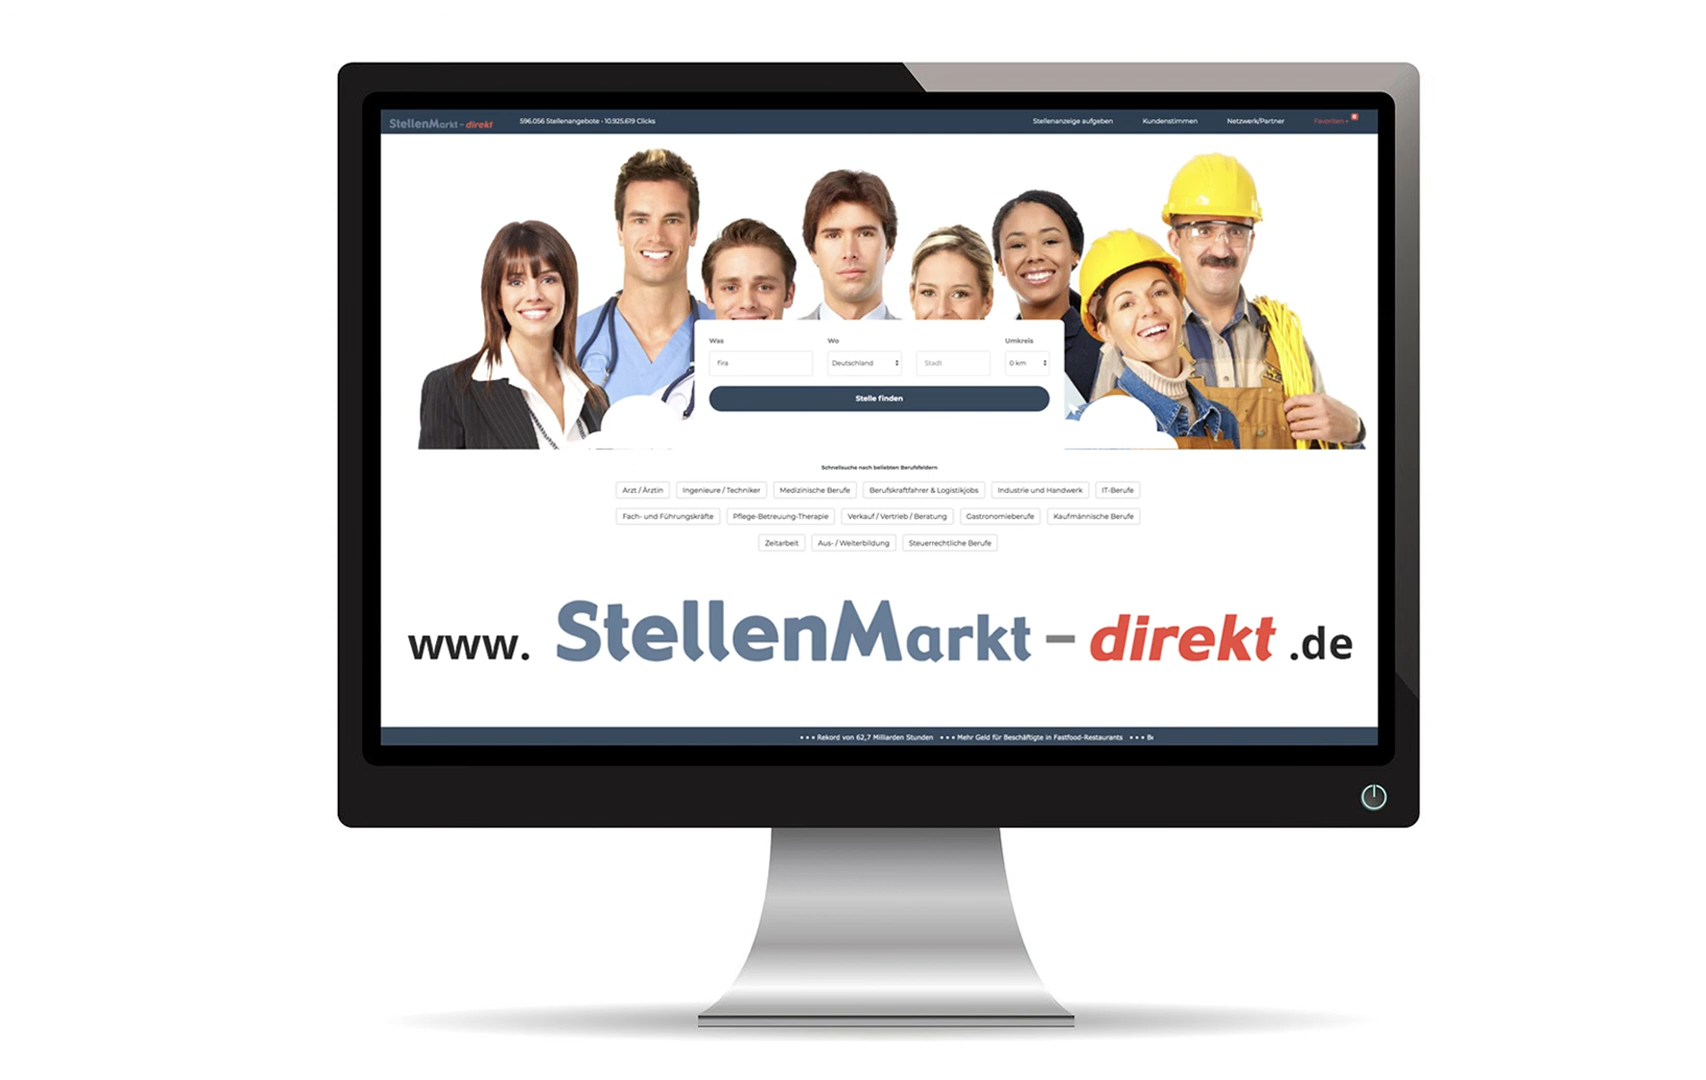 StellenMarkt - direkt 596.056 Stellenangebote - 10.925.619 Clicks Stellenanzeige aufgeben Kundenstimmen Netzwerk/Partner Favoriten
Was Wo Umkreis
fira Deutschland Stadt 0 km
Stelle finden
Schnellsuche nach beliebten Berufsfeldern
Arzt / Ärztin Ingenieure / Techniker Medizinische Berufe Berufskraftfahrer & Logistikjobs Industrie und Handwerk IT-Berufe
Fach- und Führungskräfte Pflege-Betreuung-Therapie Verkauf / Vertrieb / Beratung Gastronomieberufe Kaufmännische Berufe
Zeitarbeit Aus- / Weiterbildung Steuerrechtliche Berufe
www. StellenMarkt - direkt .de
• • • Rekord von 62,7 Milliarden Stunden • • • Mehr Geld für Beschäftigte in Fastfood-Restaurants • • •